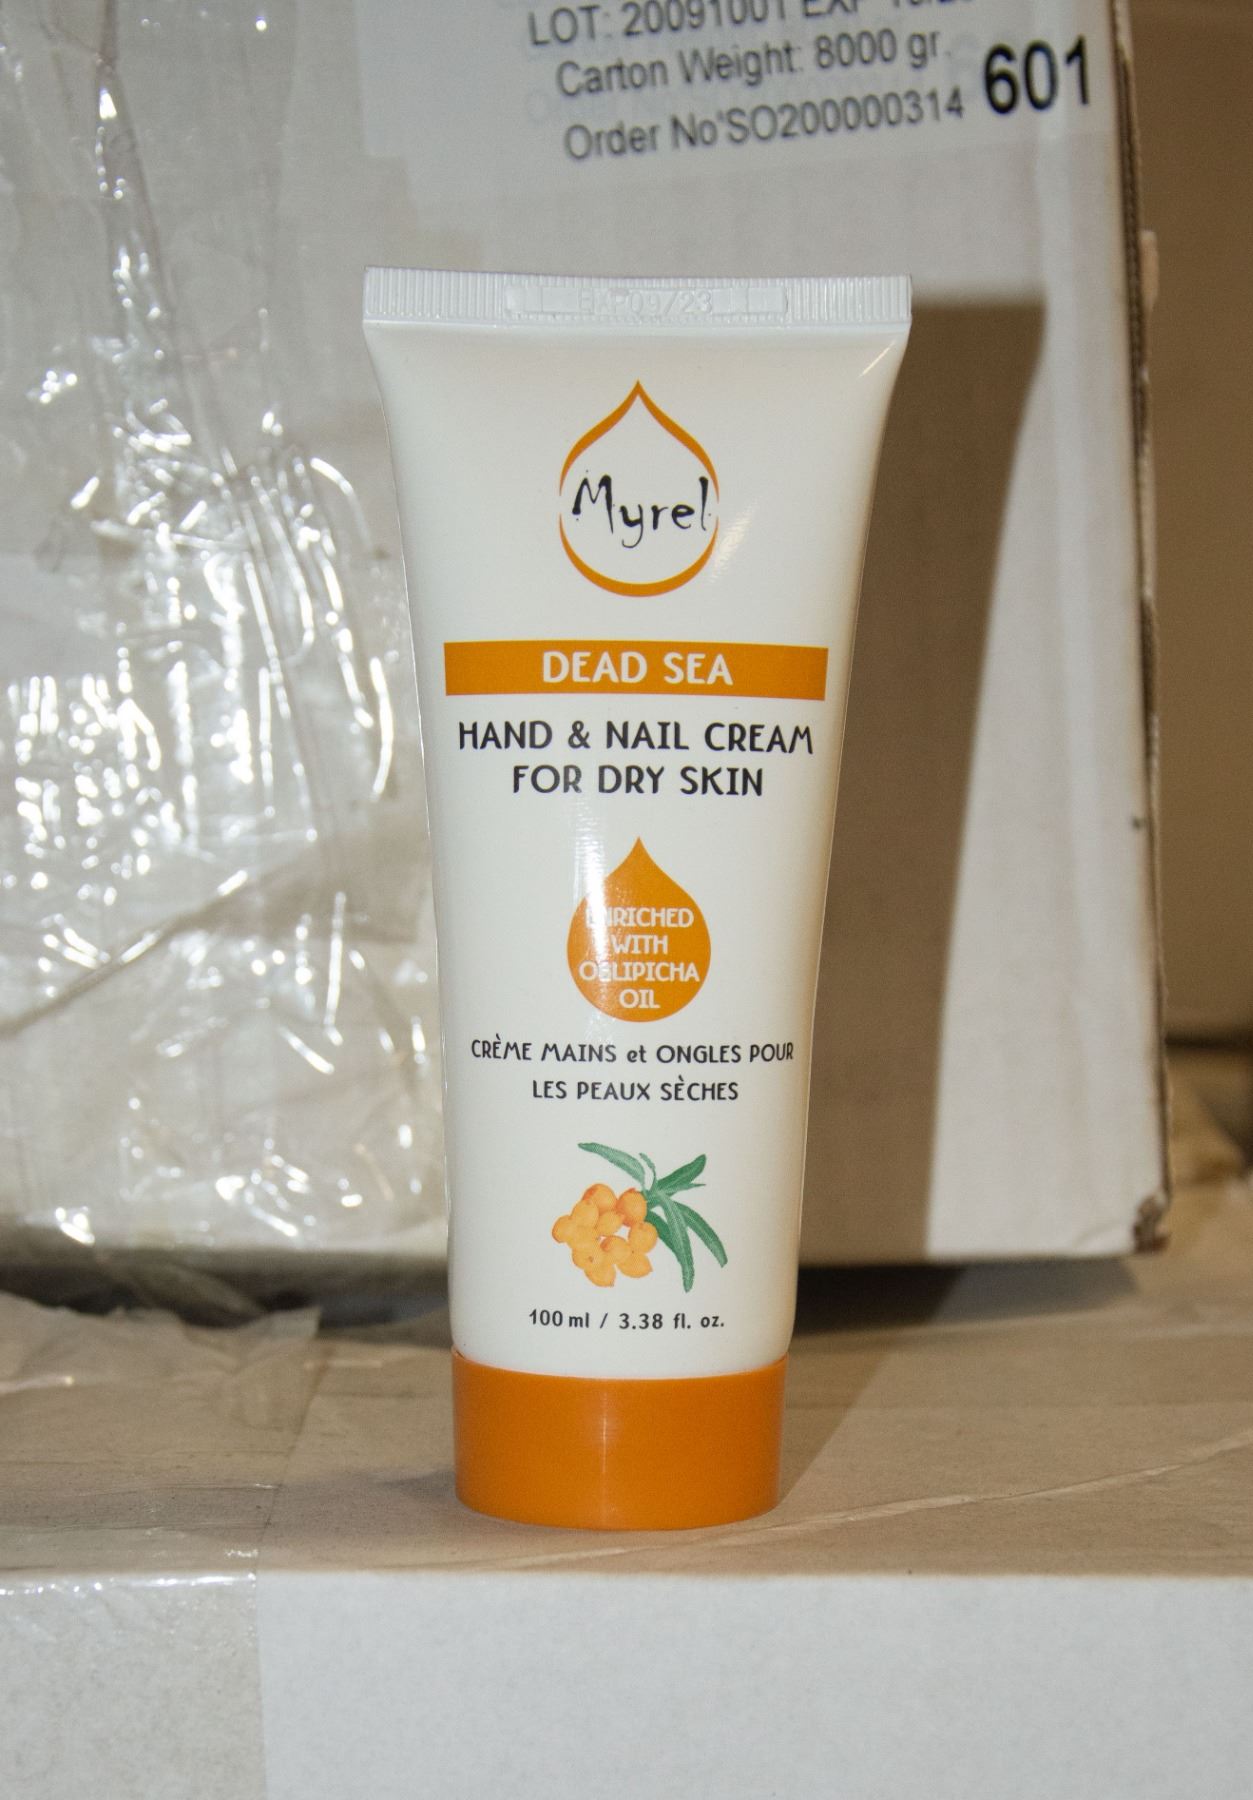 LOT: 20091001 EXP
Carton Weight: 8000 gr.
Order No'SO200000314 601
EXP09/23
Myrel
DEAD SEA
HAND & NAIL CREAM
FOR DRY SKIN
ENRICHED
WITH
OBLIPICHA
OIL
CRÈME MAINS et ONGLES POUR
LES PEAUX SÈCHES
100 ml / 3.38 fl. oz.